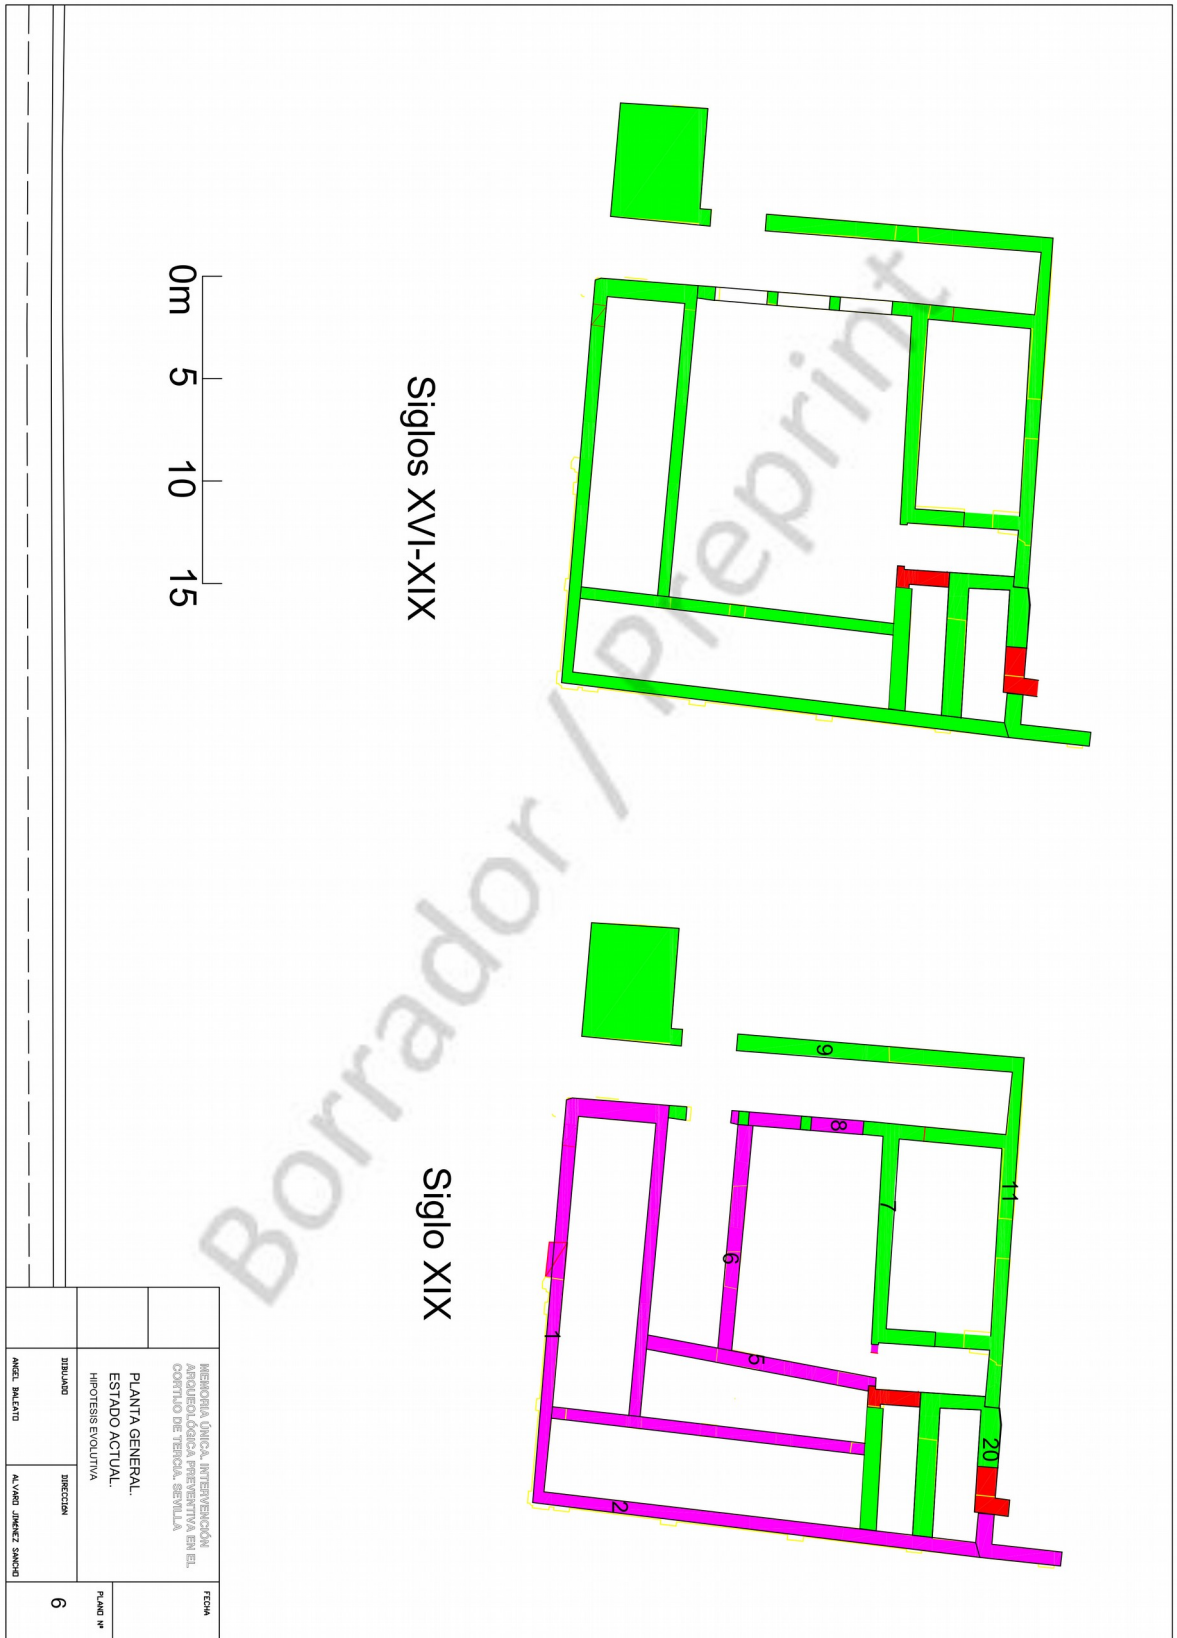 Siglos XVI-XIX
0m
5
10
15
Siglo XIX
9
8
11
7
6
1
5
20
2
Borrador / Preprint
MEMORIA ÚNICA. INTERVENCIÓN
ARQUEOLÓGICA PREVENTIVA EN EL
CORTIJO DE TERCIA. SEVILLA
FECHA
PLANTA GENERAL.
ESTADO ACTUAL.
HIPOTESIS EVOLUTIVA
PLANO Nº
6
DIBUJADO
ANGEL BALEATO
DIRECCIÓN
ALVARO JIMÉNEZ SANCHO